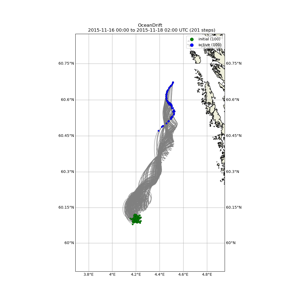 OceanDrift
2015-11-16 00:00 to 2015-11-18 02:00 UTC (201 steps)
initial (100)
active (100)
60.75°N
60.75°N
60.6°N
60.6°N
60.45°N
60.45°N
60.3°N
60.3°N
60.15°N
60.15°N
60°N
60°N
3.8°E
4°E
4.2°E
4.4°E
4.6°E
4.8°E